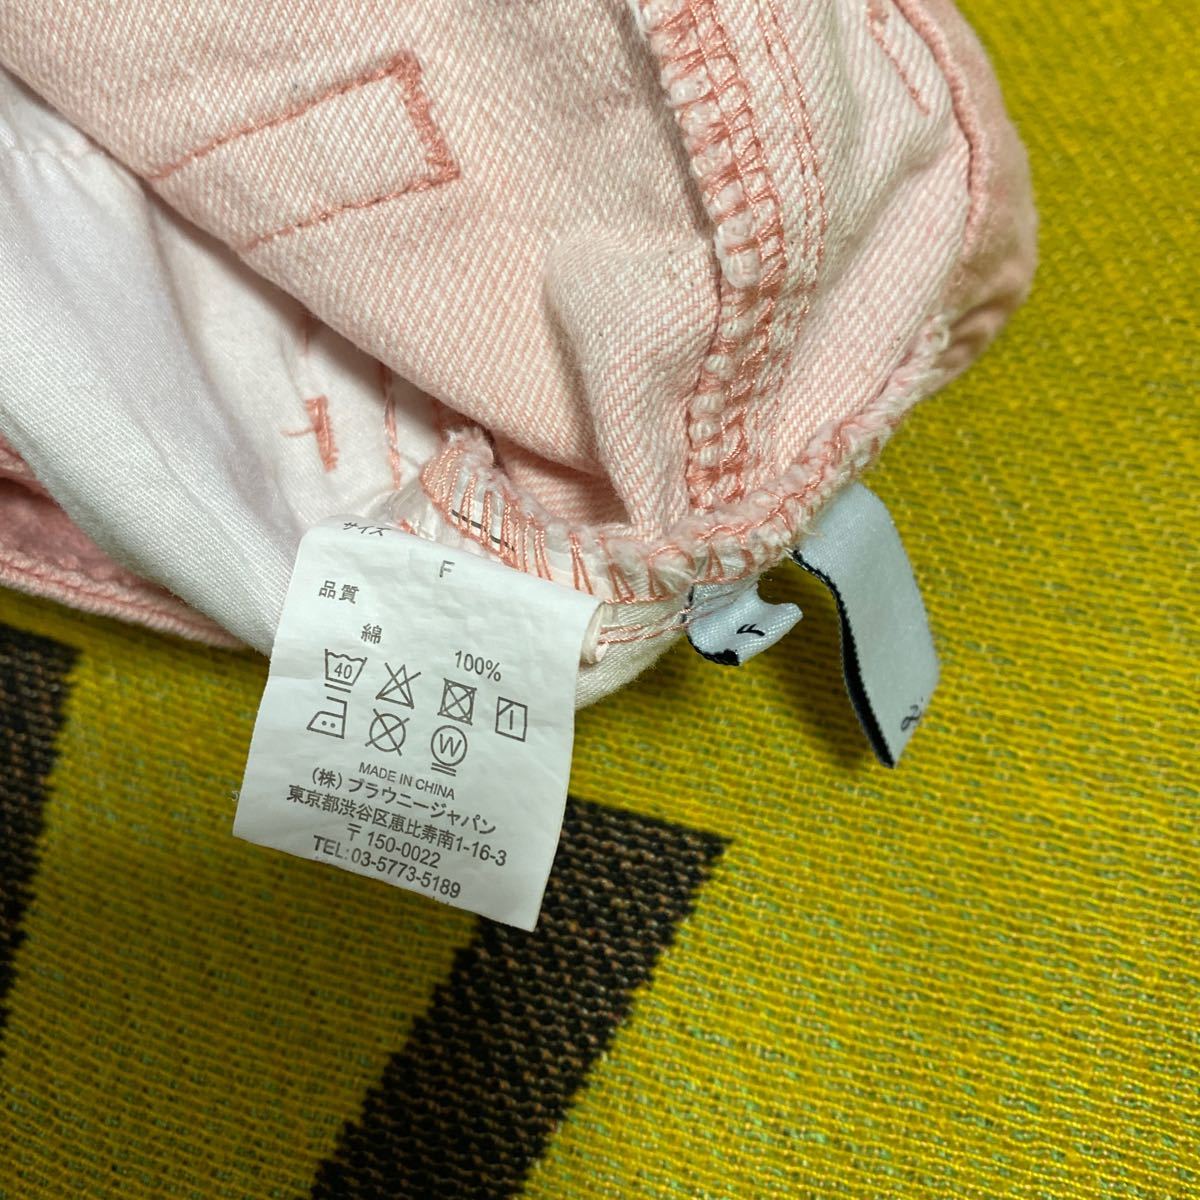 サイズ
F
品質
綿 100%
40
W
MADE IN CHINA
(株) ブラウニージャパン
東京都渋谷区恵比寿南1-16-3
〒150-0022
TEL:03-5773-5189
F